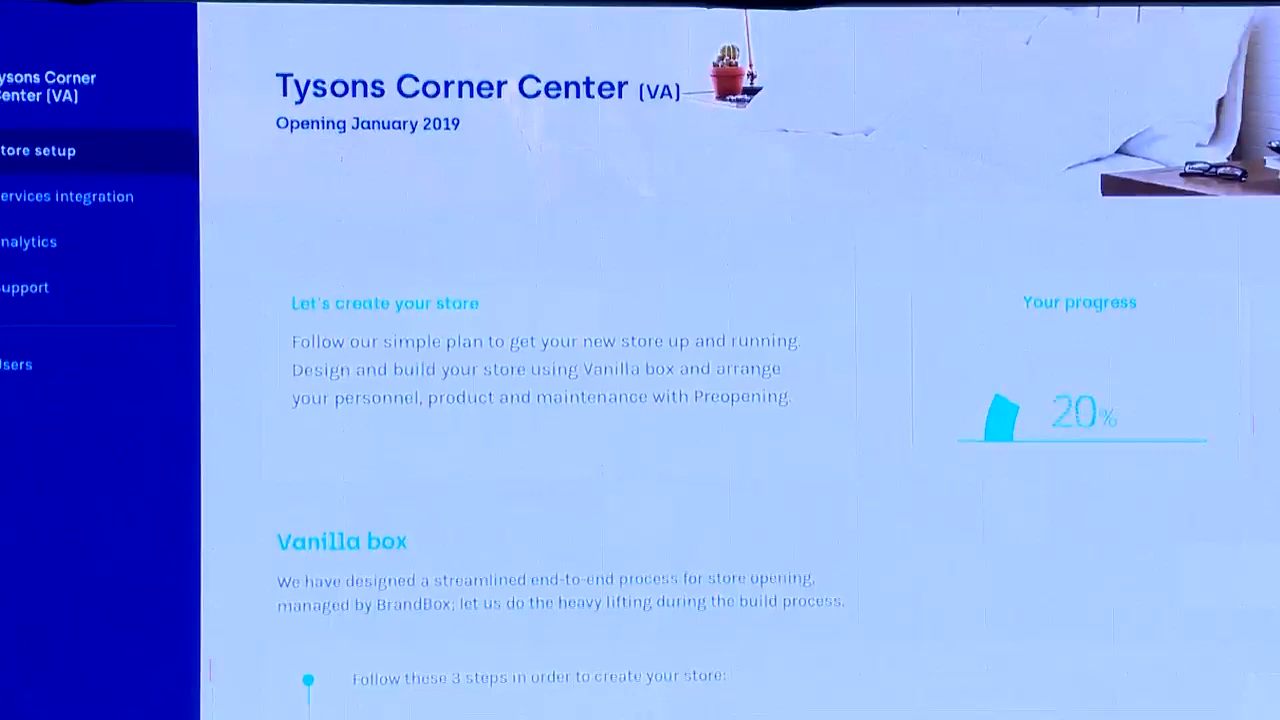 ysons Corner
enter (VA)
tore setup
ervices integration
nalytics
upport
sers
Tysons Corner Center (VA)
Opening January 2019
Let's create your store
Follow our simple plan to get your new store up and running.
Design and build your store using Vanilla box and arrange
your personnel, product and maintenance with Preopening.
Your progress
20%
Vanilla box
We have designed a streamlined end-to-end process for store opening,
managed by BrandBox; let us do the heavy lifting during the build process.
Follow these 3 steps in order to create your store: